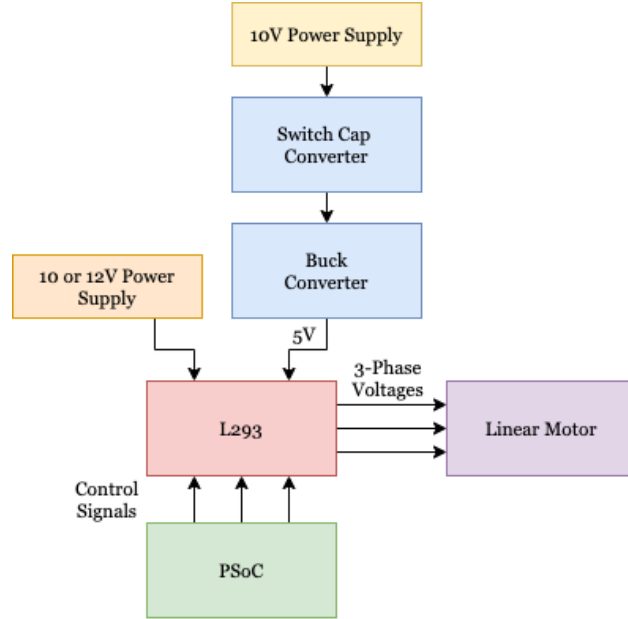 10V Power Supply
Switch Cap
Converter
Buck
Converter
10 or 12V Power
Supply
5V
3-Phase
Voltages
L293
Linear Motor
Control
Signals
PSoC